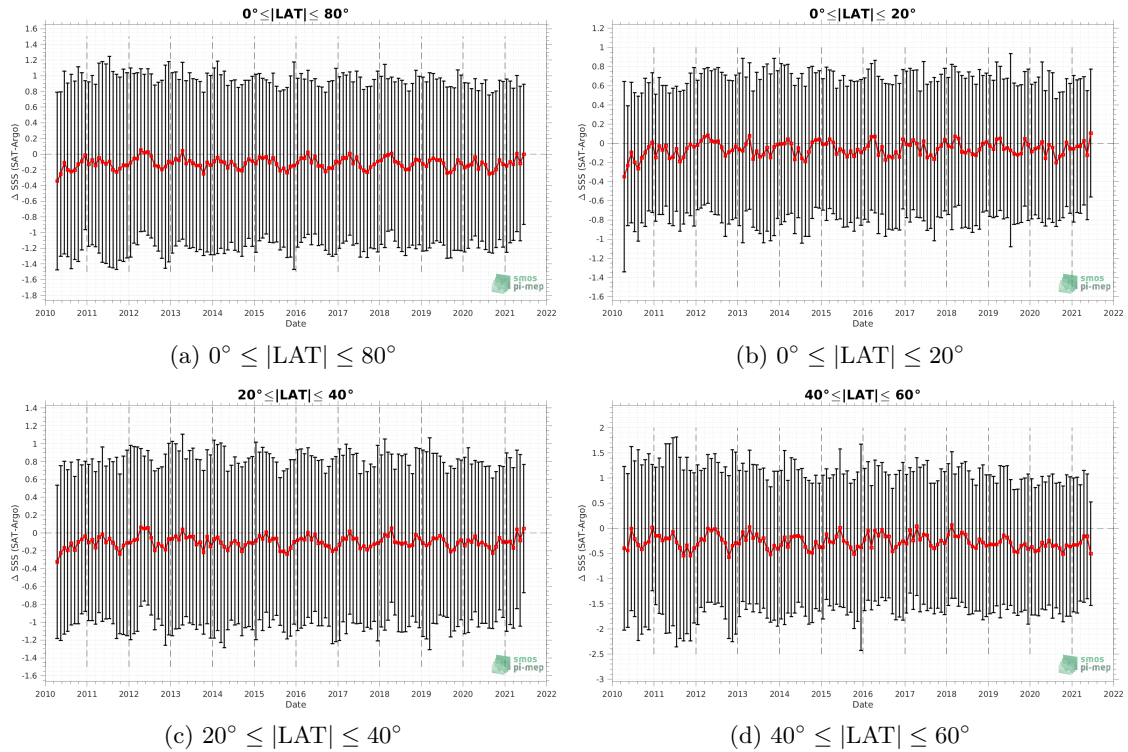 0°≤|LAT|≤ 80°
Δ SSS (SAT-Argo)
1.6
1.4
1.2
1
0.8
0.6
0.4
0.2
0
-0.2
-0.4
-0.6
-0.8
-1
-1.2
-1.4
-1.6
-1.8
2010 2011 2012 2013 2014 2015 2016 2017 2018 2019 2020 2021 2022
Date
smos
pi-mep
(a) 0° ≤ |LAT| ≤ 80°
0°≤|LAT|≤ 20°
Δ SSS (SAT-Argo)
1.2
1
0.8
0.6
0.4
0.2
0
-0.2
-0.4
-0.6
-0.8
-1
-1.2
-1.4
-1.6
2010 2011 2012 2013 2014 2015 2016 2017 2018 2019 2020 2021 2022
Date
smos
pi-mep
(b) 0° ≤ |LAT| ≤ 20°
20°≤|LAT|≤ 40°
Δ SSS (SAT-Argo)
1.4
1.2
1
0.8
0.6
0.4
0.2
0
-0.2
-0.4
-0.6
-0.8
-1
-1.2
-1.4
-1.6
2010 2011 2012 2013 2014 2015 2016 2017 2018 2019 2020 2021 2022
Date
smos
pi-mep
(c) 20° ≤ |LAT| ≤ 40°
40°≤|LAT|≤ 60°
Δ SSS (SAT-Argo)
2
1.5
1
0.5
0
-0.5
-1
-1.5
-2
-2.5
-3
2010 2011 2012 2013 2014 2015 2016 2017 2018 2019 2020 2021 2022
Date
smos
pi-mep
(d) 40° ≤ |LAT| ≤ 60°